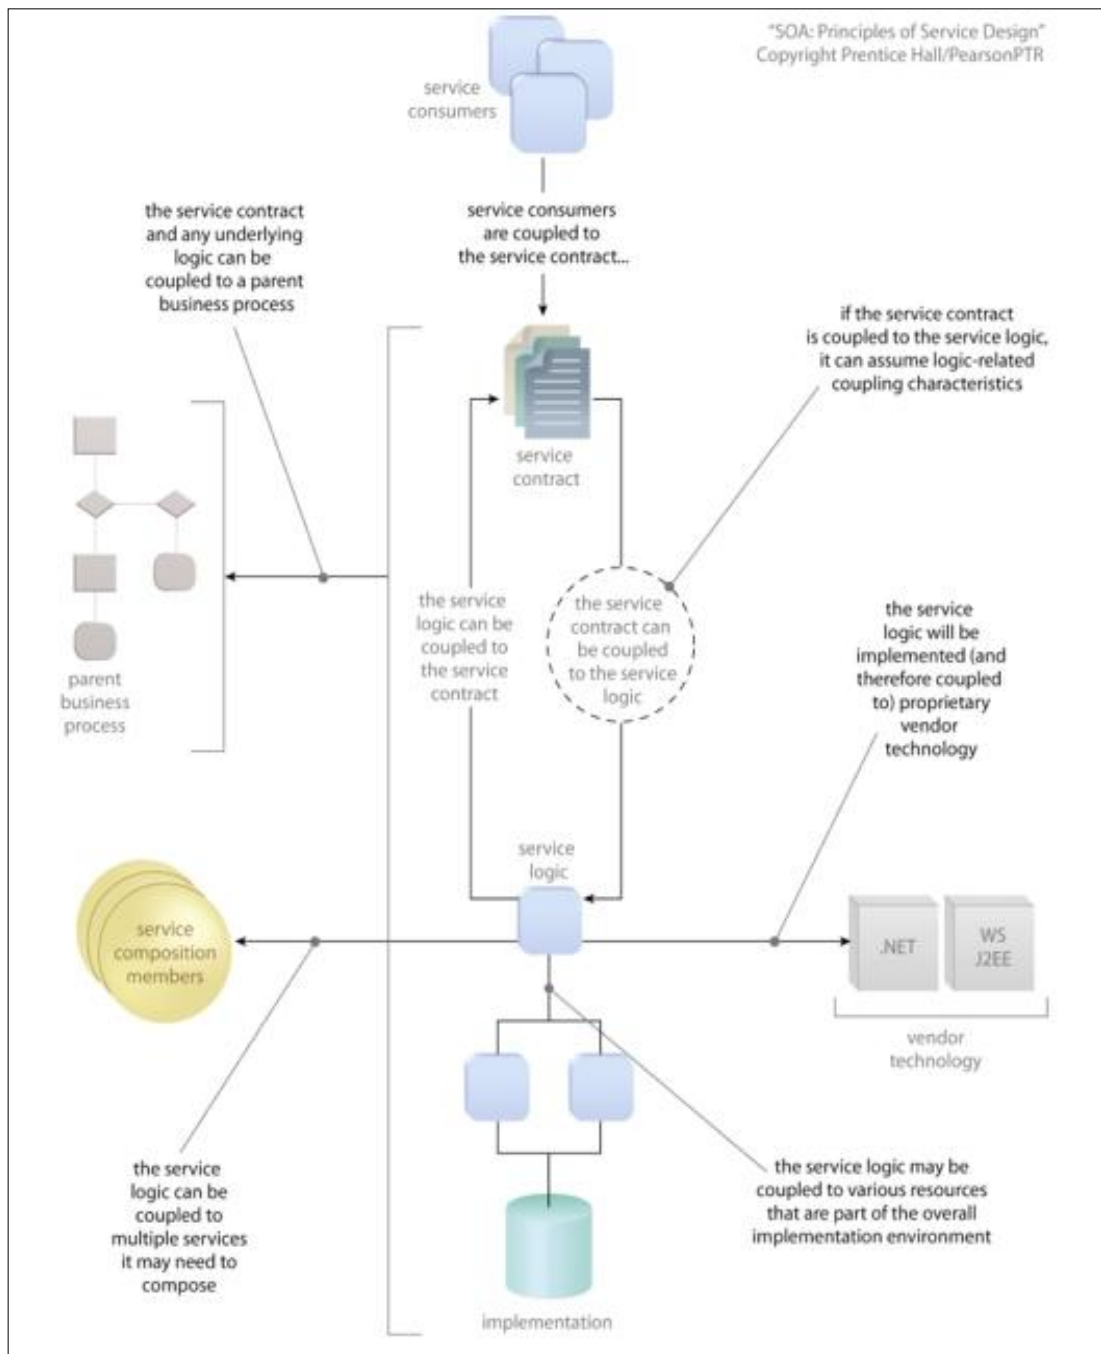 "SOA: Principles of Service Design"
Copyright Prentice Hall/PearsonPTR
service
consumers
service consumers
are coupled to
the service contract...
the service contract
and any underlying
logic can be
coupled to a parent
business process
if the service contract
is coupled to the service logic,
it can assume logic-related
coupling characteristics
service
contract
the service
logic can be
coupled to
the service
contract
the service
contract can
be coupled
to the service
logic
parent
business
process
the service
logic will be
implemented (and
therefore coupled
to) proprietary
vendor
technology
service
logic
service
composition
members
.NET
WS
J2EE
vendor
technology
the service
logic can be
coupled to
multiple services
it may need to
compose
the service logic may be
coupled to various resources
that are part of the overall
implementation environment
implementation